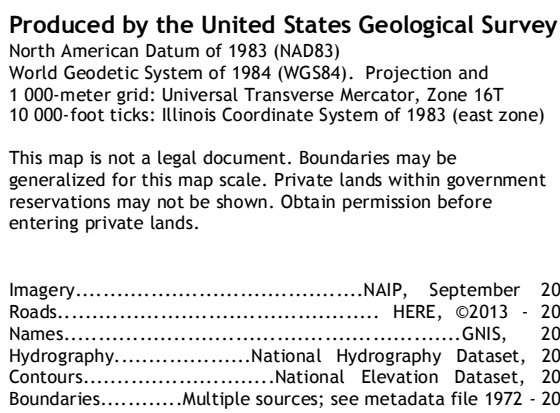 Produced by the United States Geological Survey
North American Datum of 1983 (NAD83)
World Geodetic System of 1984 (WGS84). Projection and
1 000-meter grid: Universal Transverse Mercator, Zone 16T
10 000-foot ticks: Illinois Coordinate System of 1983 (east zone)
This map is not a legal document. Boundaries may be
generalized for this map scale. Private lands within government
reservations may not be shown. Obtain permission before
entering private lands.
Imagery.....................................NAIP, September 20
Roads......................................... HERE, ©2013 - 20
Names...................................................GNIS, 20
Hydrography....................National Hydrography Dataset, 20
Contours............................National Elevation Dataset, 20
Boundaries...........Multiple sources; see metadata file 1972 - 20